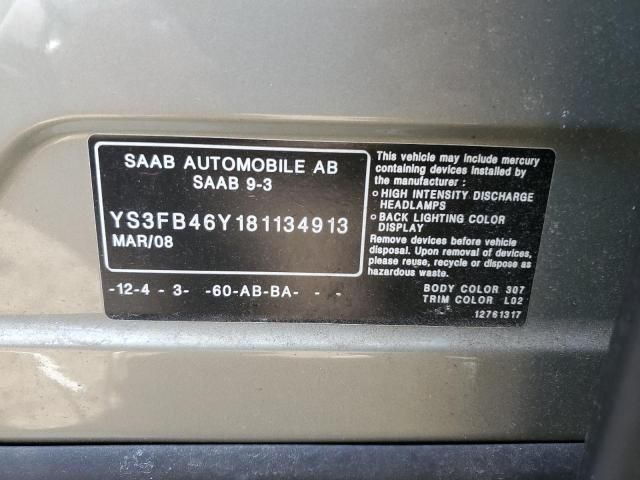 SAAB AUTOMOBILE AB
SAAB 9-3
YS3FB46Y181134913
MAR/08
-12-4 - 3- -60-AB-BA- - -
This vehicle may include mercury
containing devices installed by
the manufacturer :
o HIGH INTENSITY DISCHARGE
HEADLAMPS
o BACK LIGHTING COLOR
DISPLAY
Remove devices before vehicle
disposal. Upon removal of devices,
please reuse, recycle or dispose as
hazardous waste.
BODY COLOR 307
TRIM COLOR L02
12761317